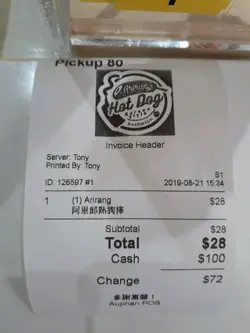 Pickup 80
Arirang
Hot Dog
Invoice Header
Server: Tony
Printed By: Tony
S1
ID: 126597 #1 2019-08-21 15:34
1 (1) Arirang $28
阿里郎熱狗捧
Subtotal $28
Total $28
Cash $100
Change $72
多謝惠顧！
Auphan POS